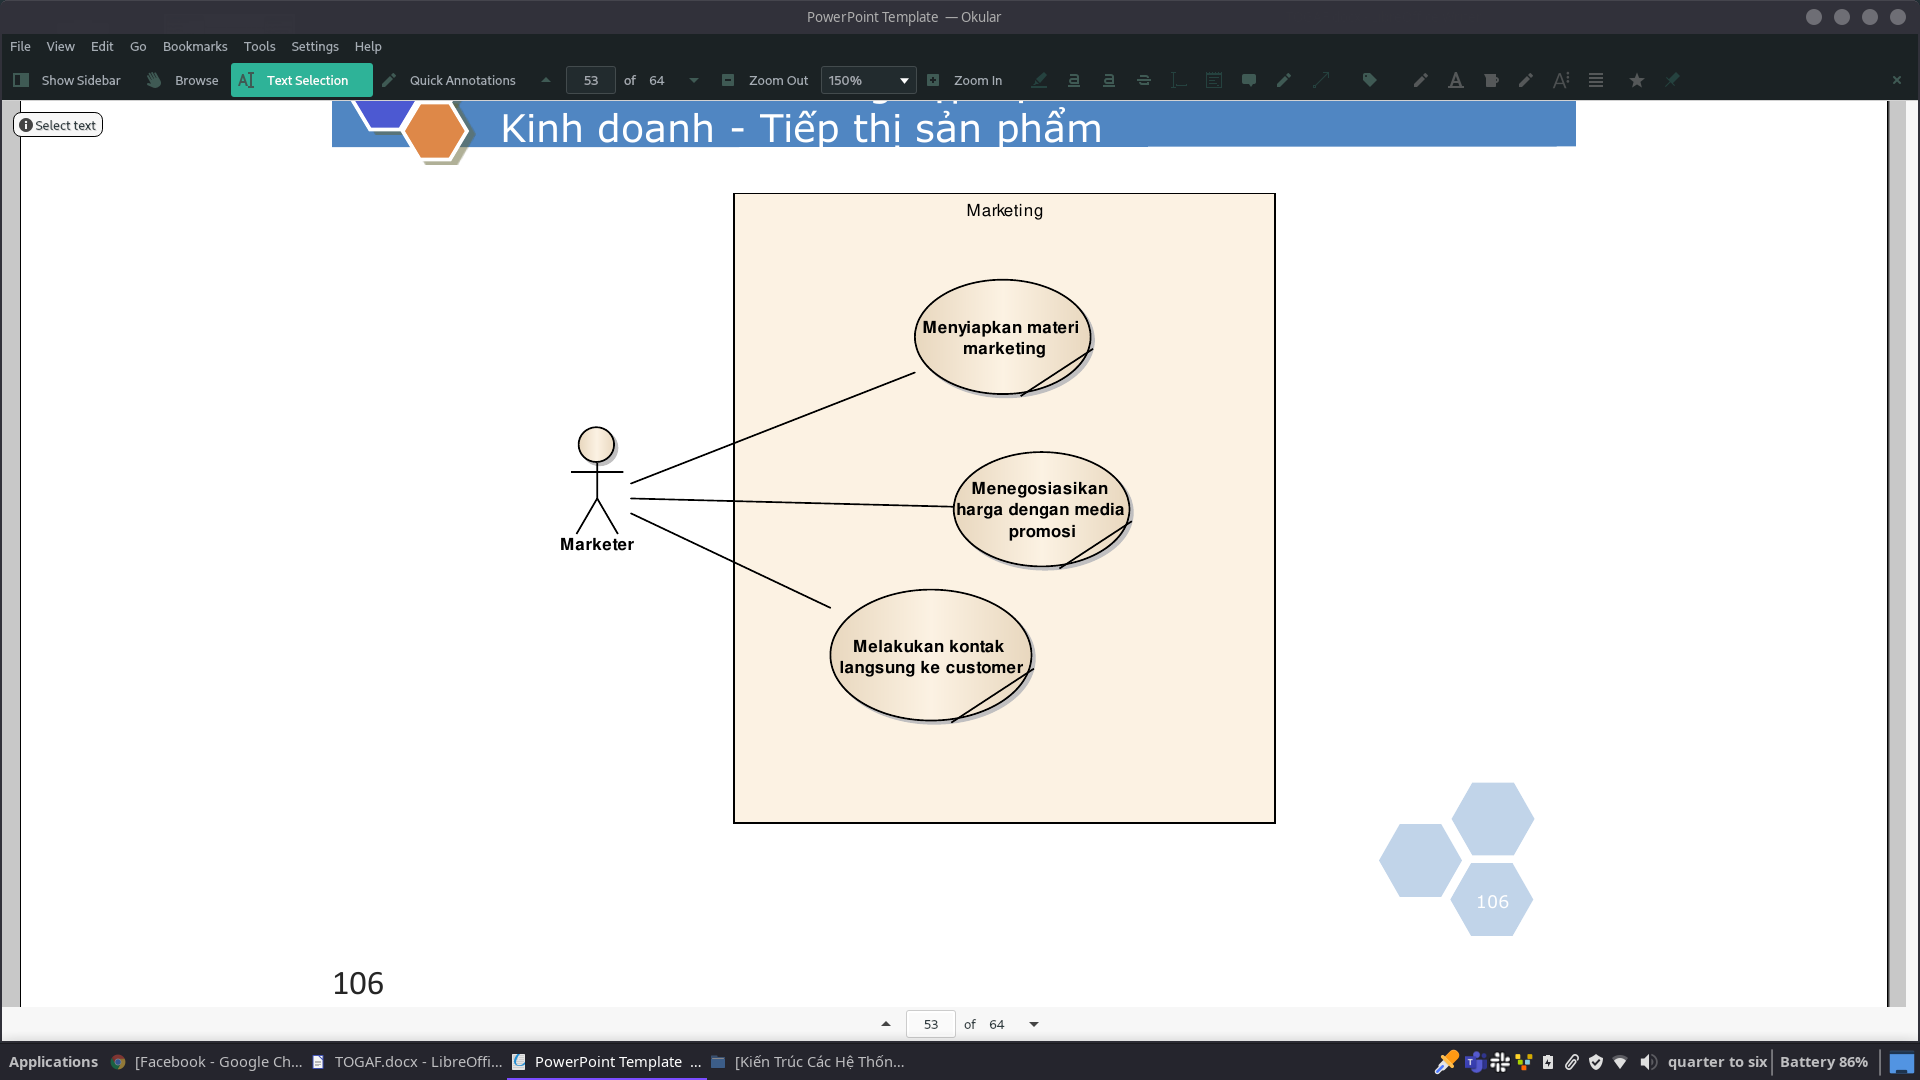 PowerPoint Template — Okular
File View Edit Go Bookmarks Tools Settings Help
Show Sidebar Browse Text Selection Quick Annotations 53 of 64 Zoom Out 150% Zoom In
Select text
Kinh doanh - Tiếp thị sản phẩm
Marketing
Menyiapkan materi
marketing
Menegosiasikan
harga dengan media
promosi
Marketer
Melakukan kontak
langsung ke customer
106
106
53 of 64
Applications [Facebook - Google Ch... TOGAF.docx - LibreOffi... PowerPoint Template ... [Kiến Trúc Các Hệ Thốn... quarter to six Battery 86%